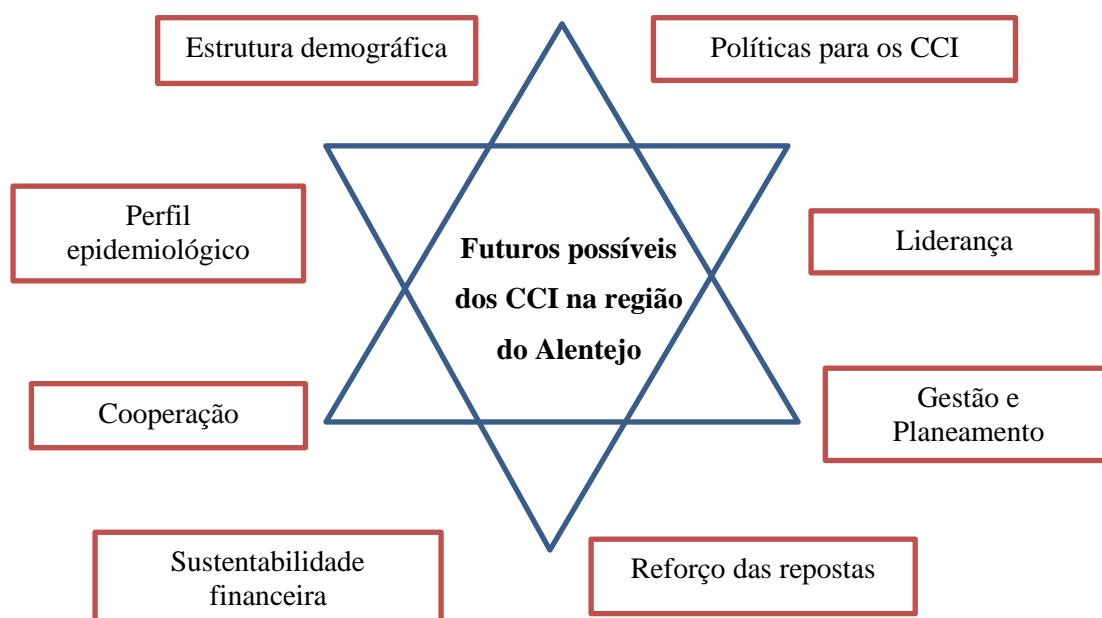 Estrutura demográfica
Políticas para os CCI
Perfil
epidemiológico
Futuros possíveis
dos CCI na região
do Alentejo
Liderança
Cooperação
Gestão e
Planeamento
Sustentabilidade
financeira
Reforço das repostas